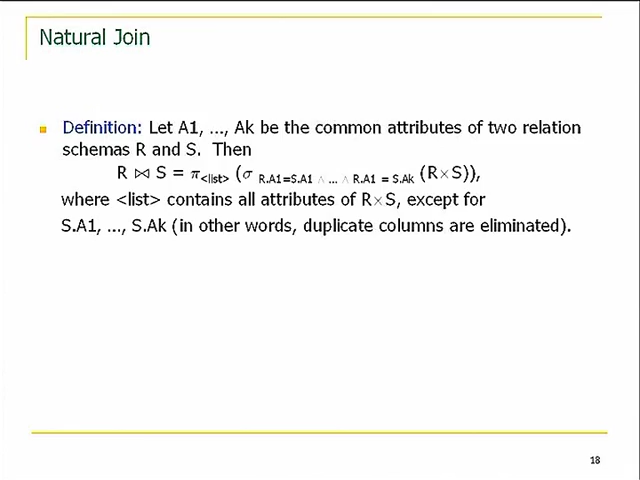 Natural Join
Definition: Let A1, ..., Ak be the common attributes of two relation
schemas R and S. Then
R ⋈ S = π<list> (σ R.A1=S.A1 ∧ ... ∧ R.A1 = S.Ak (R×S)),
where <list> contains all attributes of R×S, except for
S.A1, ..., S.Ak (in other words, duplicate columns are eliminated).
18